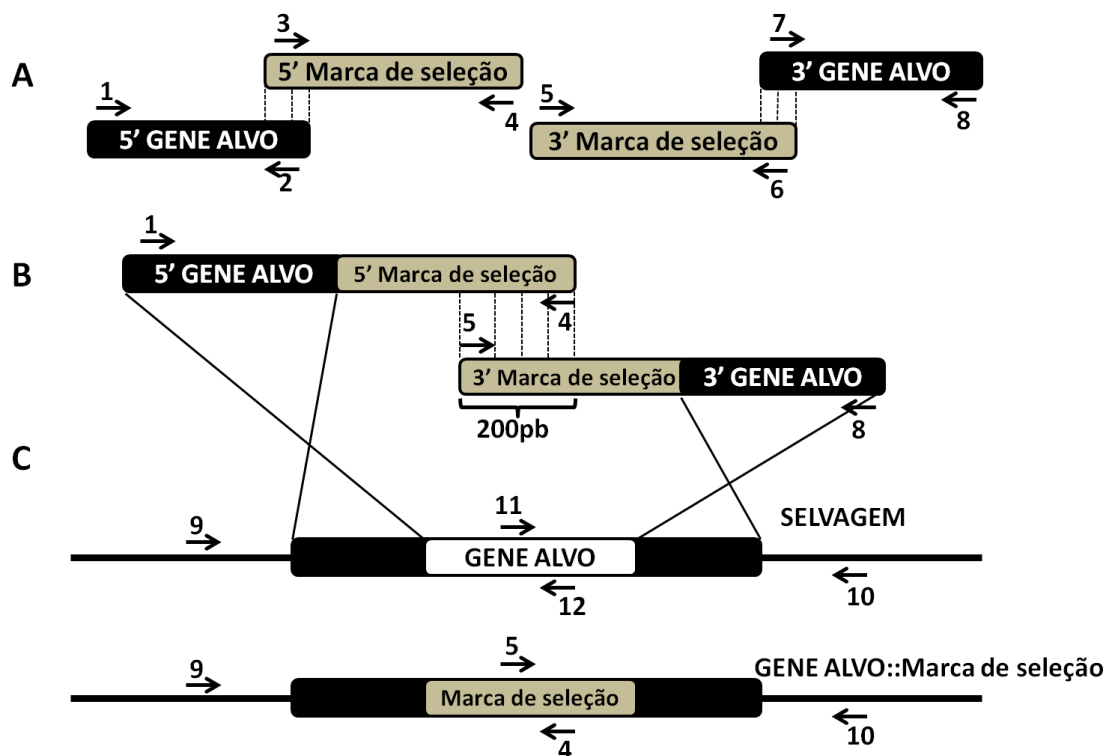 A
1
5' GENE ALVO
2
3
5' Marca de seleção
4
5
3' Marca de seleção
6
7
3' GENE ALVO
8
B
1
5' GENE ALVO
5' Marca de seleção
4
5
3' Marca de seleção
3' GENE ALVO
200pb
8
C
9
11
SELVAGEM
GENE ALVO
12
10
9
5
GENE ALVO::Marca de seleção
Marca de seleção
4
10